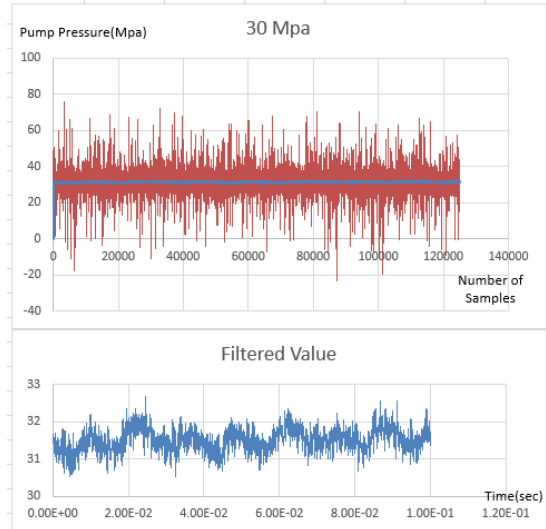 30 Mpa
Pump Pressure(Mpa)
100
80
60
40
20
0
-20
-40
0 20000 40000 60000 80000 100000 120000 140000
Number of
Samples
Filtered Value
33
32
31
30
0.00E+00 2.00E-02 4.00E-02 6.00E-02 8.00E-02 1.00E-01 1.20E-01
Time(sec)